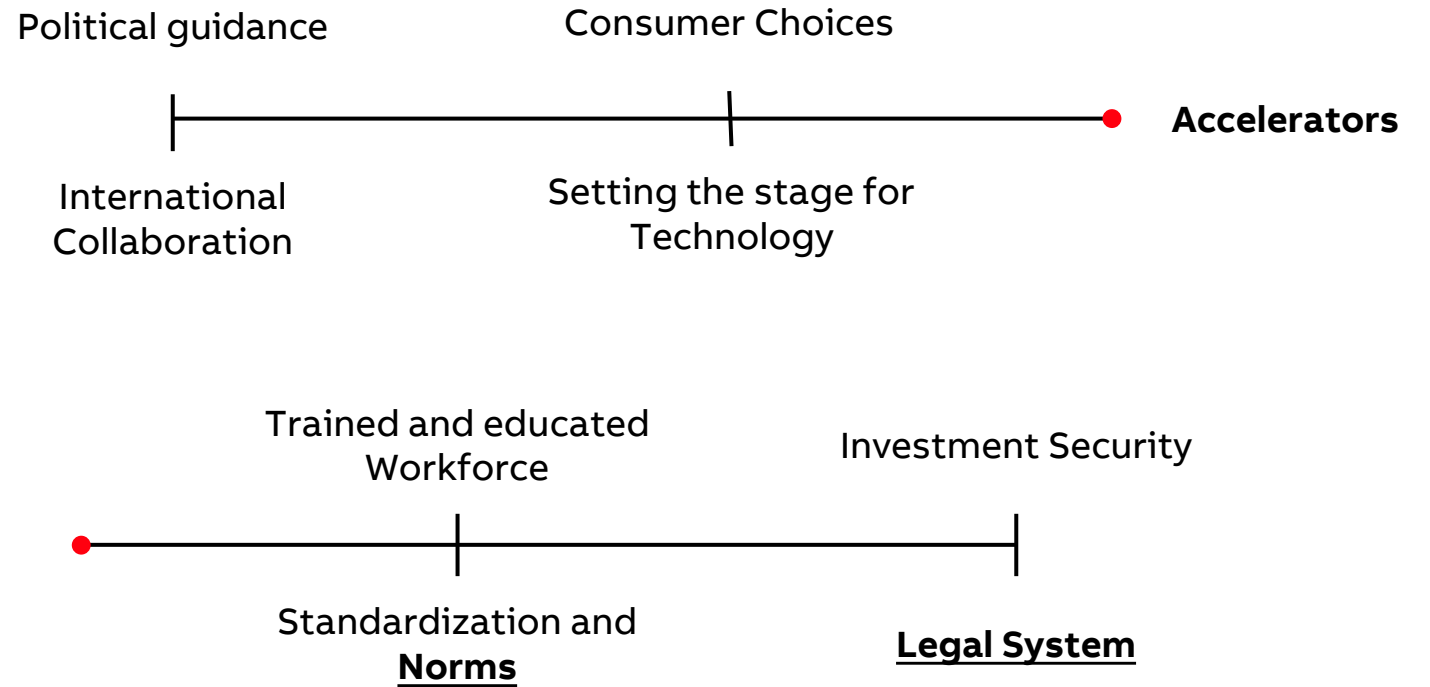 Political guidance
Consumer Choices
Accelerators
International
Collaboration
Setting the stage for
Technology
Trained and educated
Workforce
Investment Security
Standardization and
Norms
Legal System